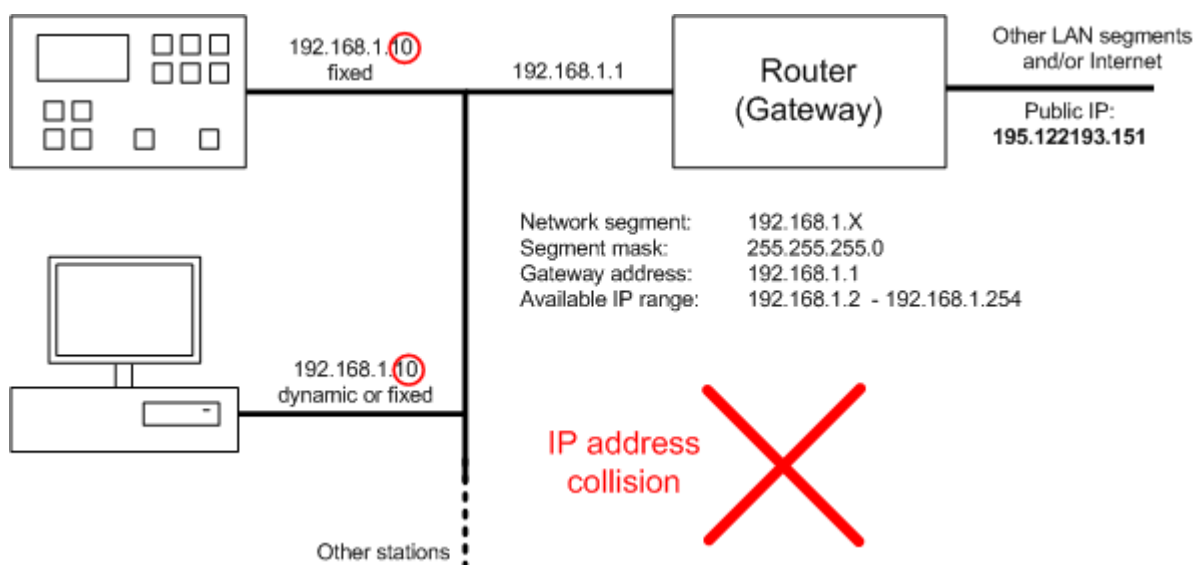 192.168.1.10
fixed
192.168.1.1
Router
(Gateway)
Other LAN segments
and/or Internet
Public IP:
195.122193.151
Network segment: 192.168.1.X
Segment mask: 255.255.255.0
Gateway address: 192.168.1.1
Available IP range: 192.168.1.2 - 192.168.1.254
192.168.1.10
dynamic or fixed
IP address
collision
Other stations